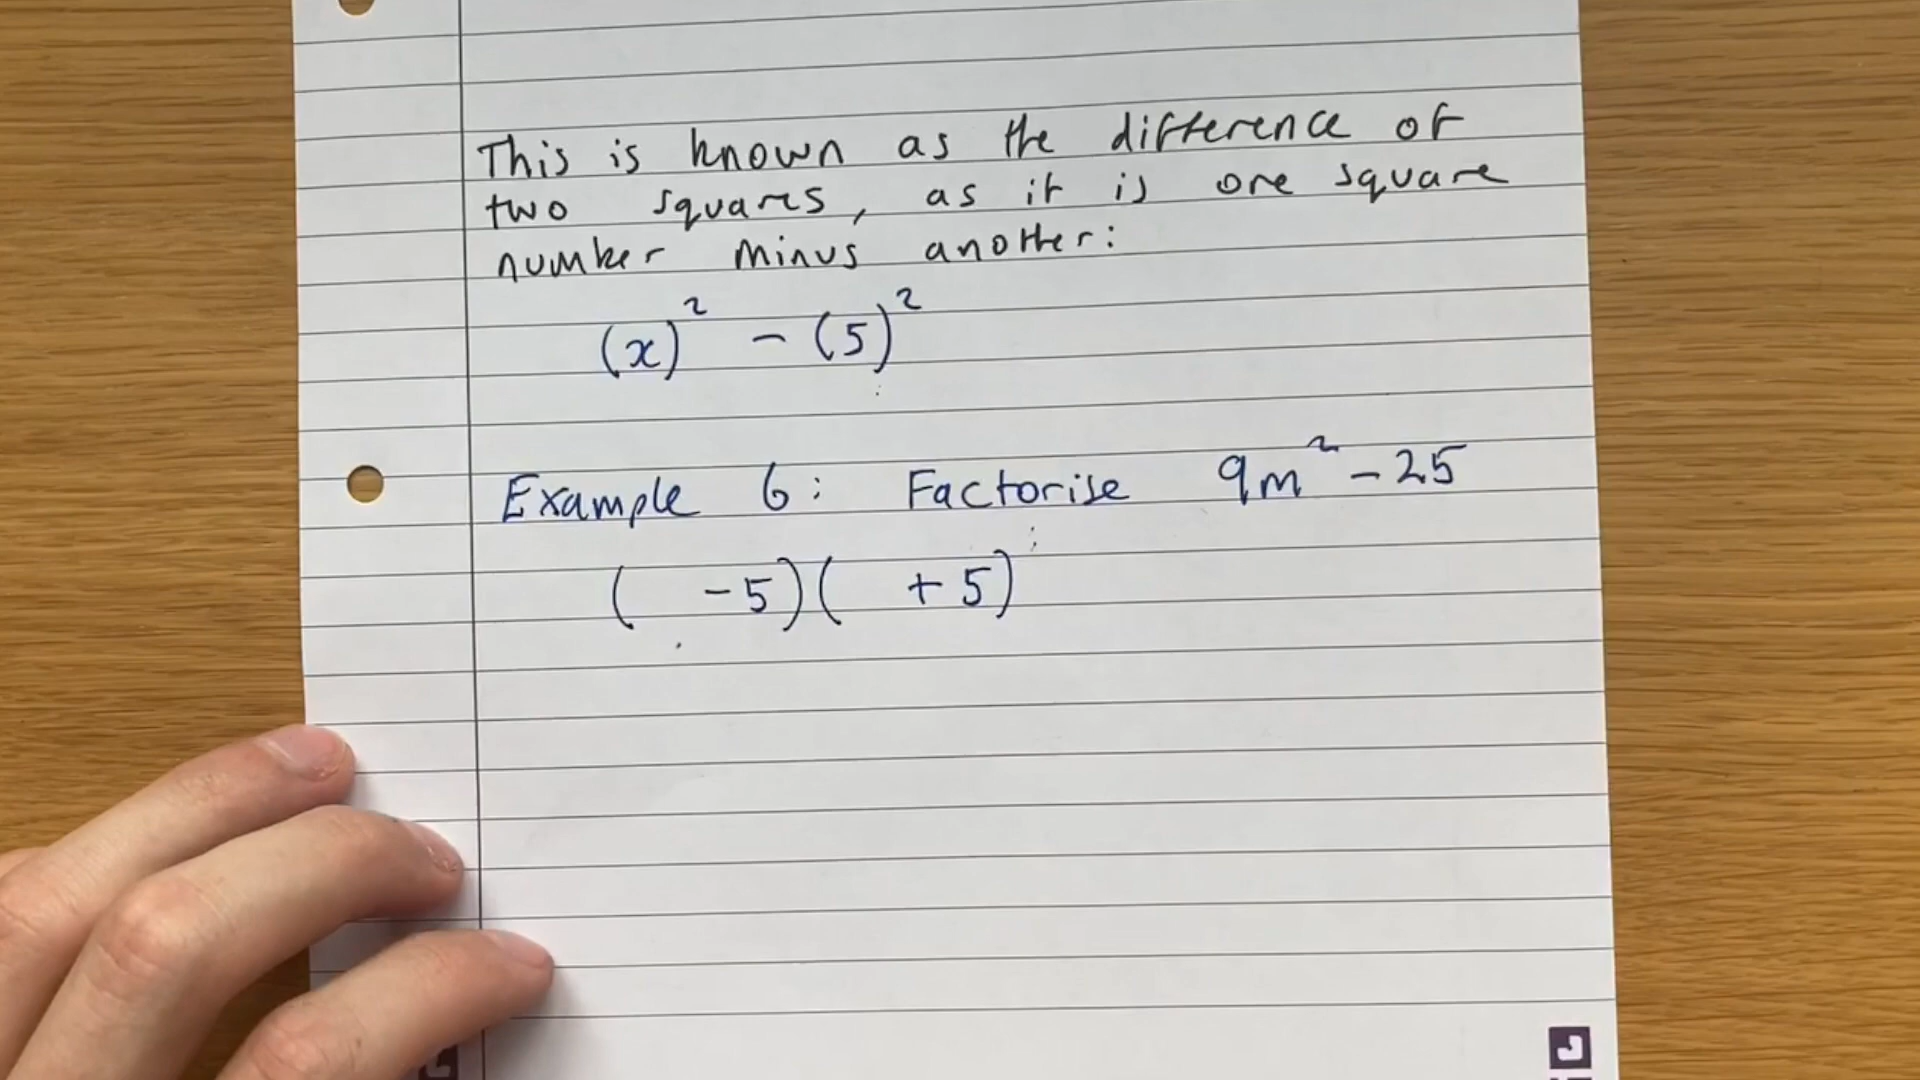 This is known as the difference of
two squares, as it is one square
number minus another:
(x)² - (5)²
Example 6: Factorise 9m² - 25
(   - 5)(   + 5)